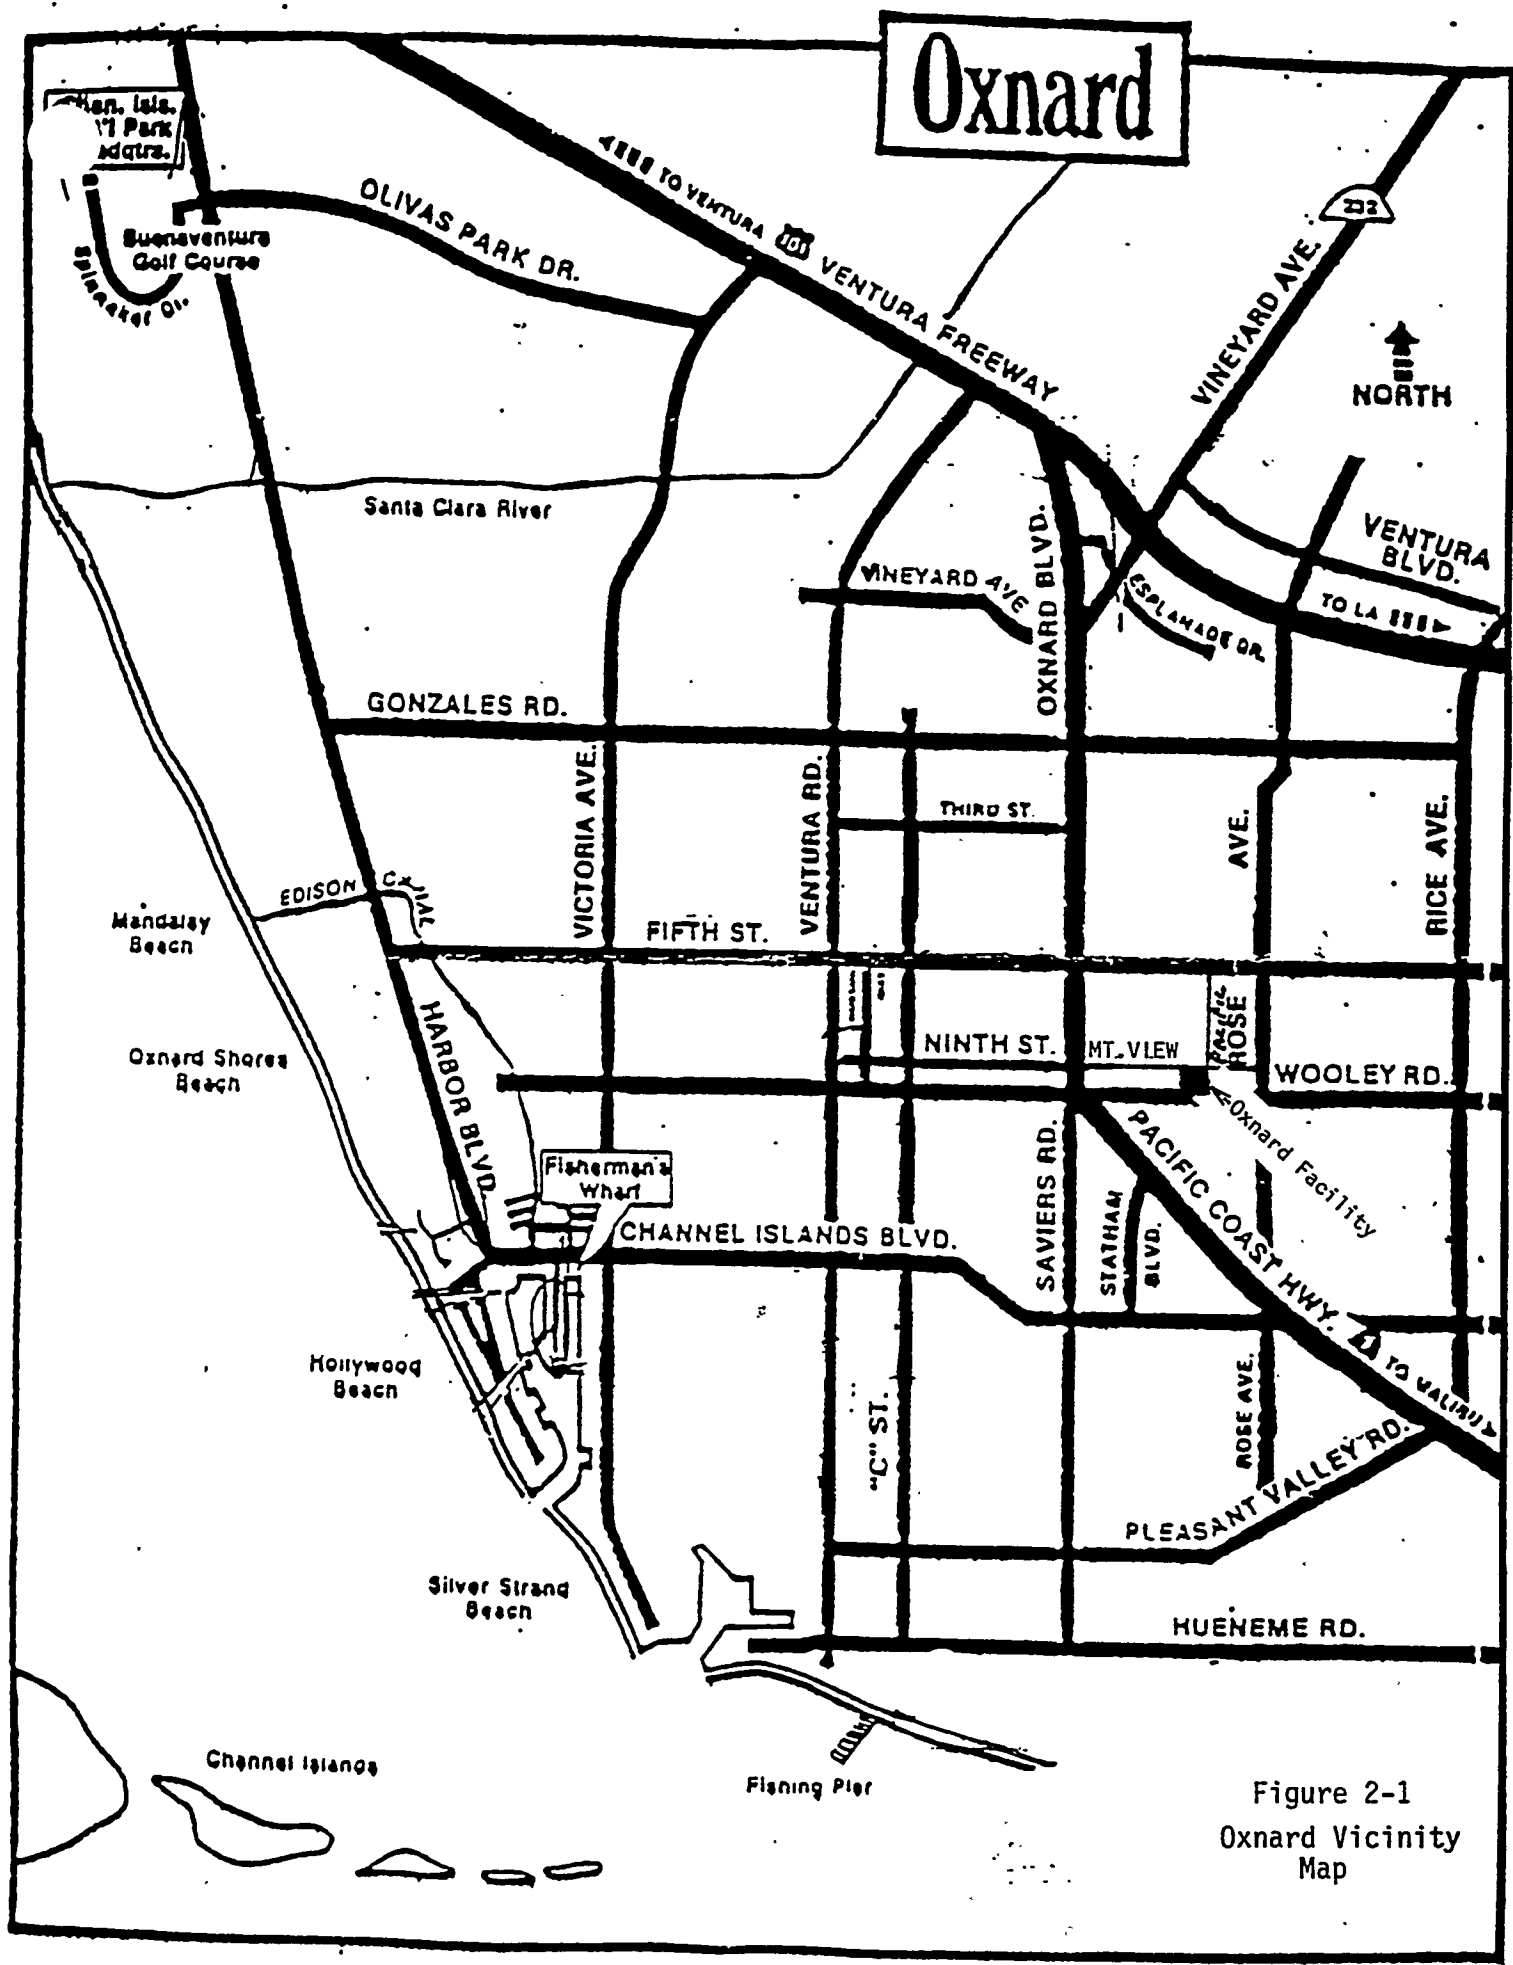 Oxnard
Isls.
Park
Buenaventura
Golf Course
Spinnaker Dr.
OLIVAS PARK DR.
TO VENTURA
101
VENTURA FREEWAY
232
VINEYARD AVE.
NORTH
VENTURA
BLVD.
TO LA
Santa Clara River
VINEYARD AVE
OXNARD BLVD.
ESPLANADE DR.
GONZALES RD.
VICTORIA AVE.
VENTURA RD.
THIRD ST.
AVE.
RICE AVE.
EDISON
Mandalay
Beach
FIFTH ST.
HARBOR BLVD.
Oxnard Shores
Beach
NINTH ST.
MT. VIEW
PACIFIC
ROSE
WOOLEY RD.
Oxnard Facility
Fisherman's
Wharf
CHANNEL ISLANDS BLVD.
SAVIERS RD.
STATHAM
BLVD.
PACIFIC COAST HWY.
1
TO MALIBU
Hollywood
Beach
"C" ST.
ROSE AVE.
PLEASANT VALLEY RD.
Silver Strand
Beach
HUENEME RD.
Channel Islands
Fishing Pier
Figure 2-1
Oxnard Vicinity
Map